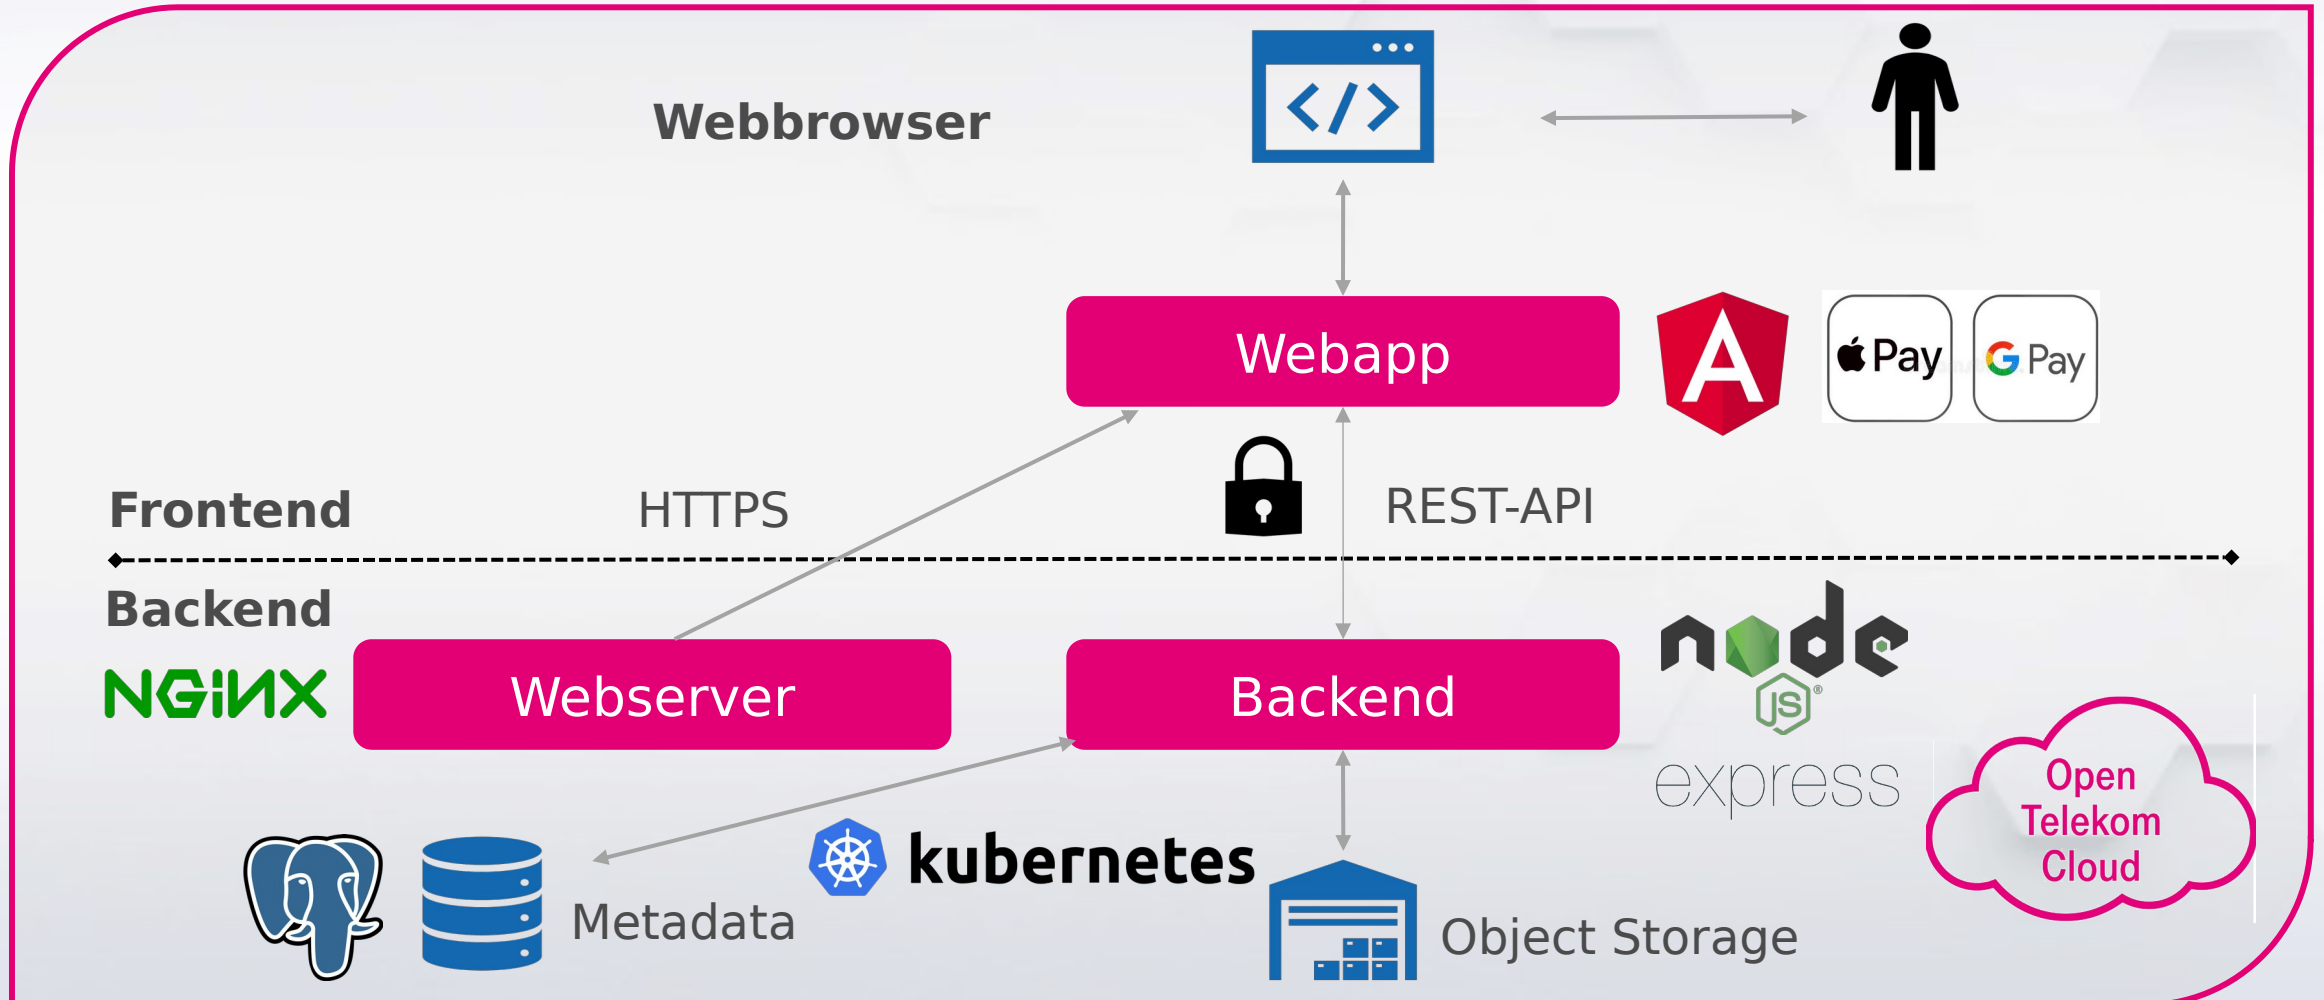 Webbrowser
</>
Webapp
A
Pay
G Pay
Frontend
HTTPS
REST-API
Backend
NGiNX
Webserver
Backend
node
JS®
express
Open
Telekom
Cloud
kubernetes
Metadata
Object Storage